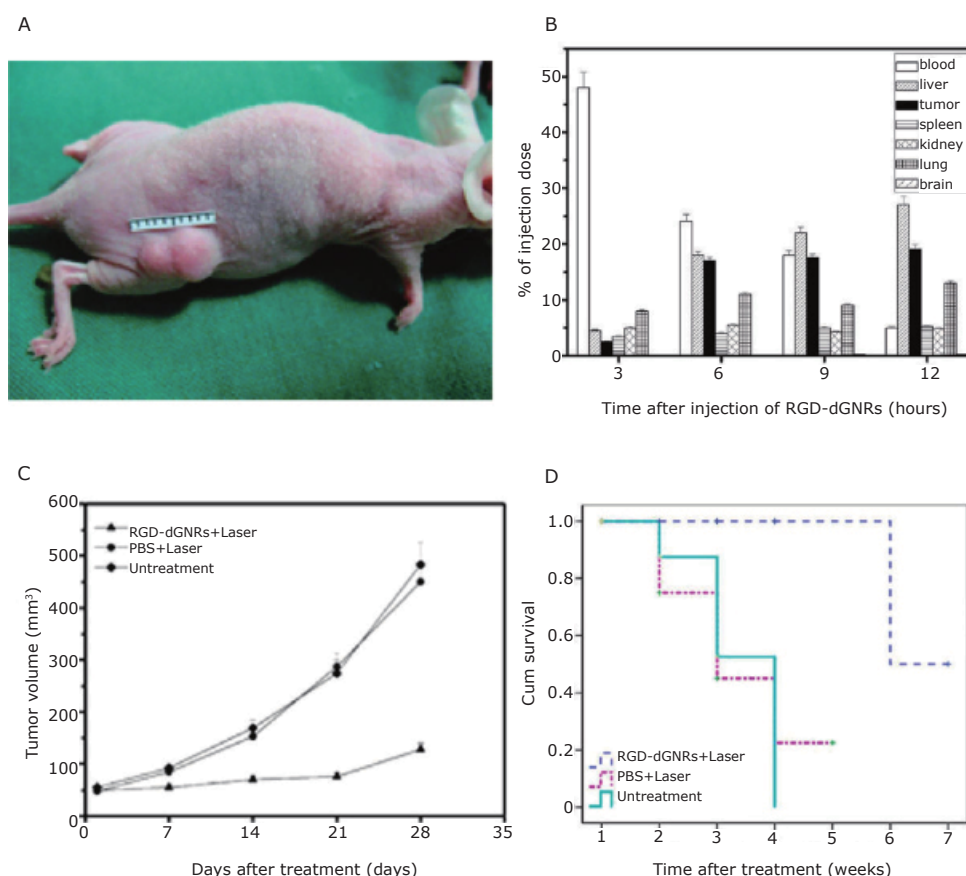 A
B
50
40
30
20
10
0
% of injection dose
blood
liver
tumor
spleen
kidney
lung
brain
3 6 9 12
Time after injection of RGD-dGNRs (hours)
C
600
500
400
300
200
100
0
Tumor volume (mm³)
RGD-dGNRs+Laser
PBS+Laser
Untreatment
0 7 14 21 28 35
Days after treatment (days)
D
1.0
0.8
0.6
0.4
0.2
0
Cum survival
RGD-dGNRs+Laser
PBS+Laser
Untreatment
1 2 3 4 5 6 7
Time after treatment (weeks)